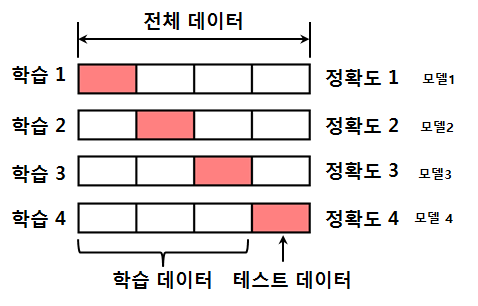 전체 데이터
학습 1 정확도 1 모델1
학습 2 정확도 2 모델2
학습 3 정확도 3 모델3
학습 4 정확도 4 모델 4
학습 데이터 테스트 데이터